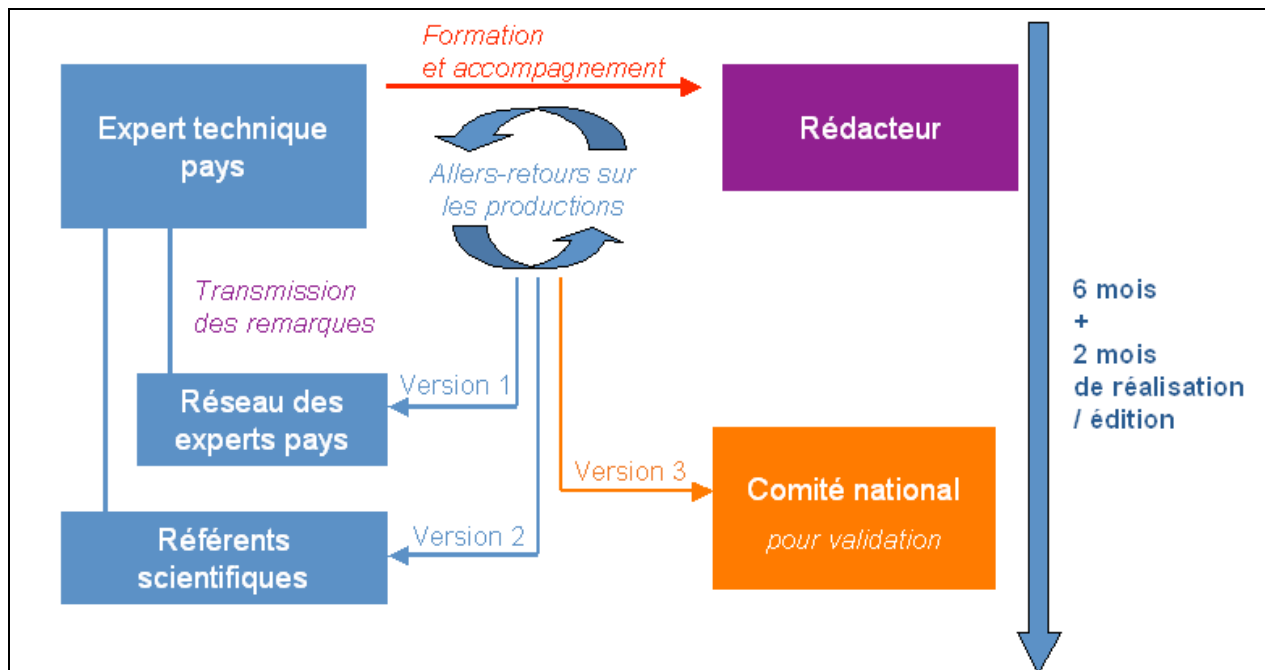 Formation
et accompagnement
Expert technique
pays
Rédacteur
Allers-retours sur
les productions
Transmission
des remarques
6 mois
+
2 mois
de réalisation
/ édition
Version 1
Réseau des
experts pays
Version 3
Comité national
pour validation
Version 2
Référents
scientifiques